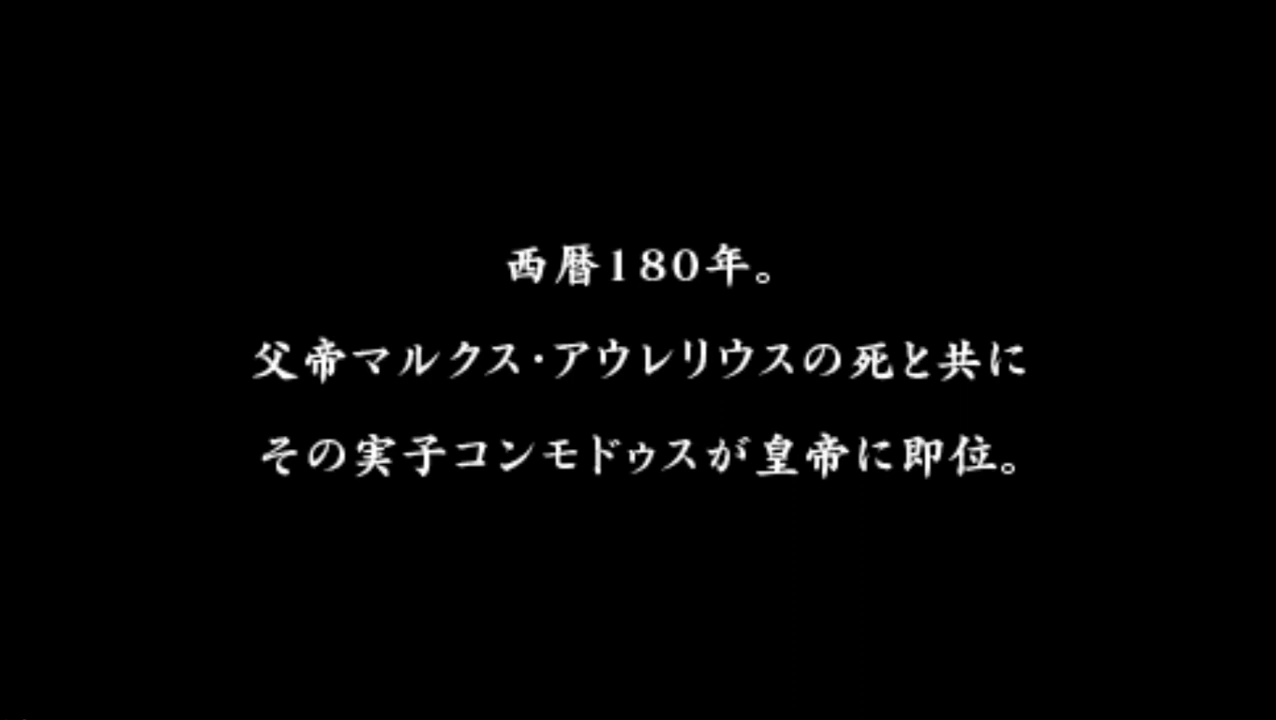 西暦180年。
父帝マルクス・アウレリウスの死と共に
その実子コンモドゥスが皇帝に即位。